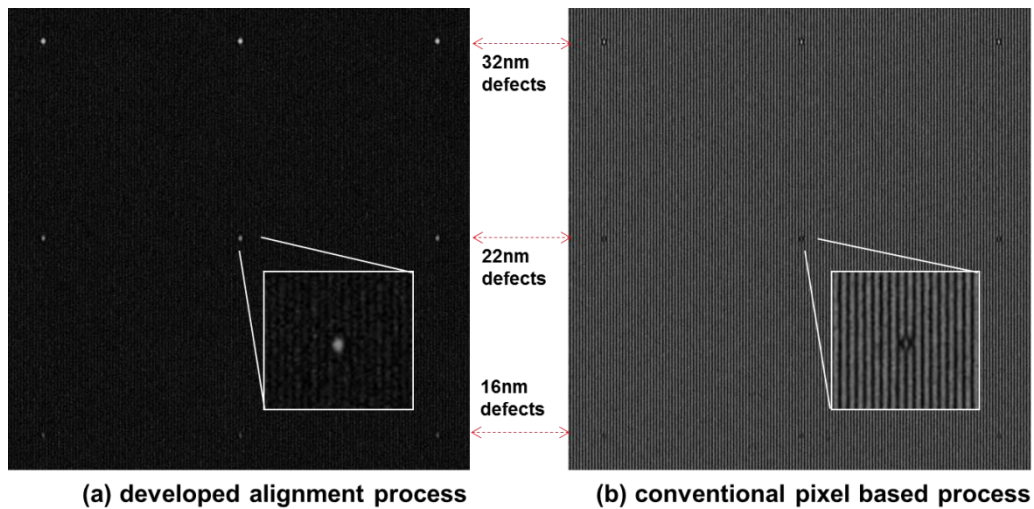 32nm
defects
22nm
defects
16nm
defects
(a) developed alignment process
(b) conventional pixel based process